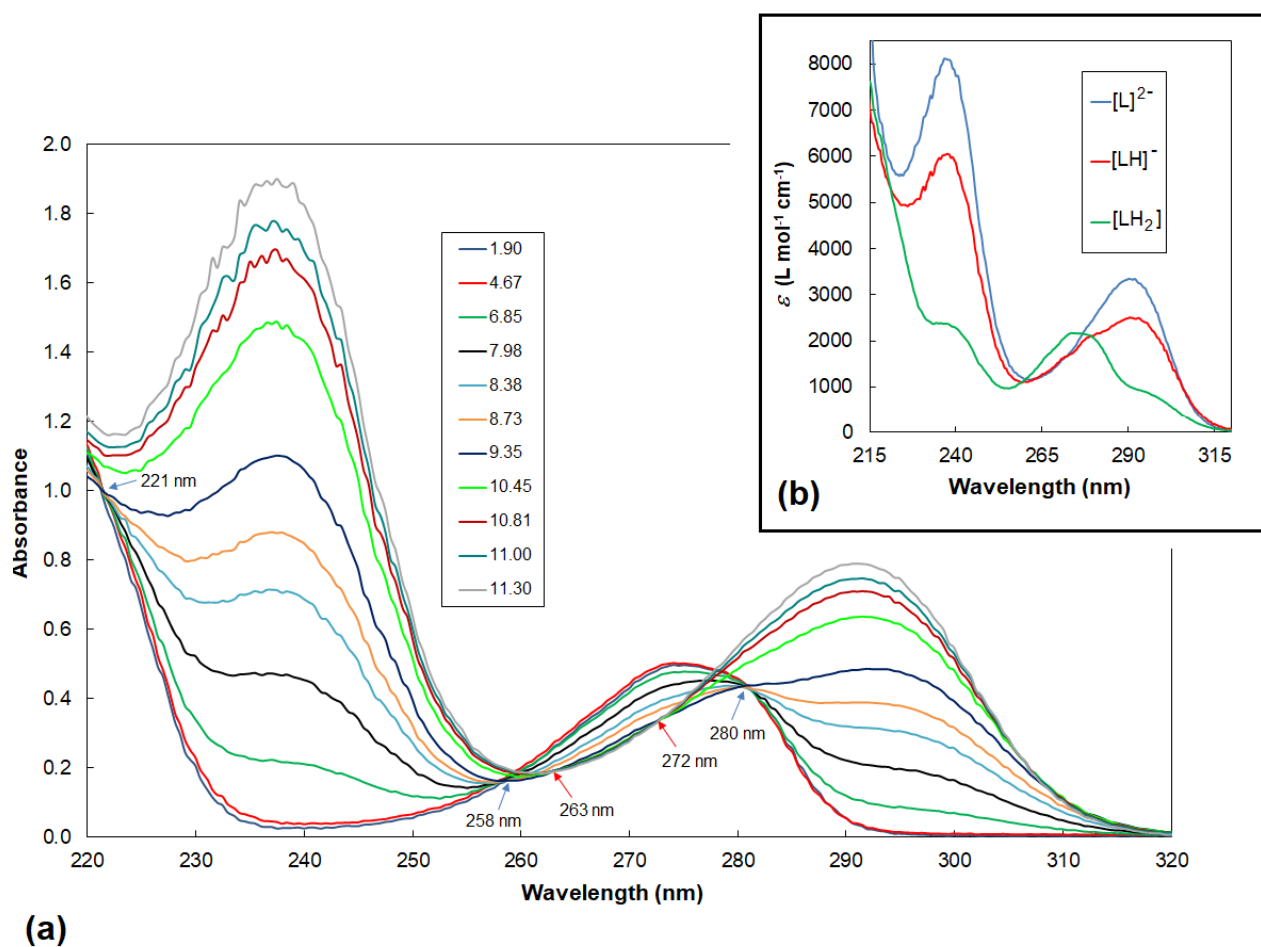 8000
7000
6000
5000
4000
3000
2000
1000
0
ε (L mol⁻¹ cm⁻¹)
[L]²⁻
[LH]⁻
[LH₂]
215 240 265 290 315
Wavelength (nm)
(b)
2.0
1.8
1.6
1.4
1.2
1.0
0.8
0.6
0.4
0.2
0.0
Absorbance
1.90
4.67
6.85
7.98
8.38
8.73
9.35
10.45
10.81
11.00
11.30
221 nm
258 nm
263 nm
272 nm
280 nm
220 230 240 250 260 270 280 290 300 310 320
Wavelength (nm)
(a)